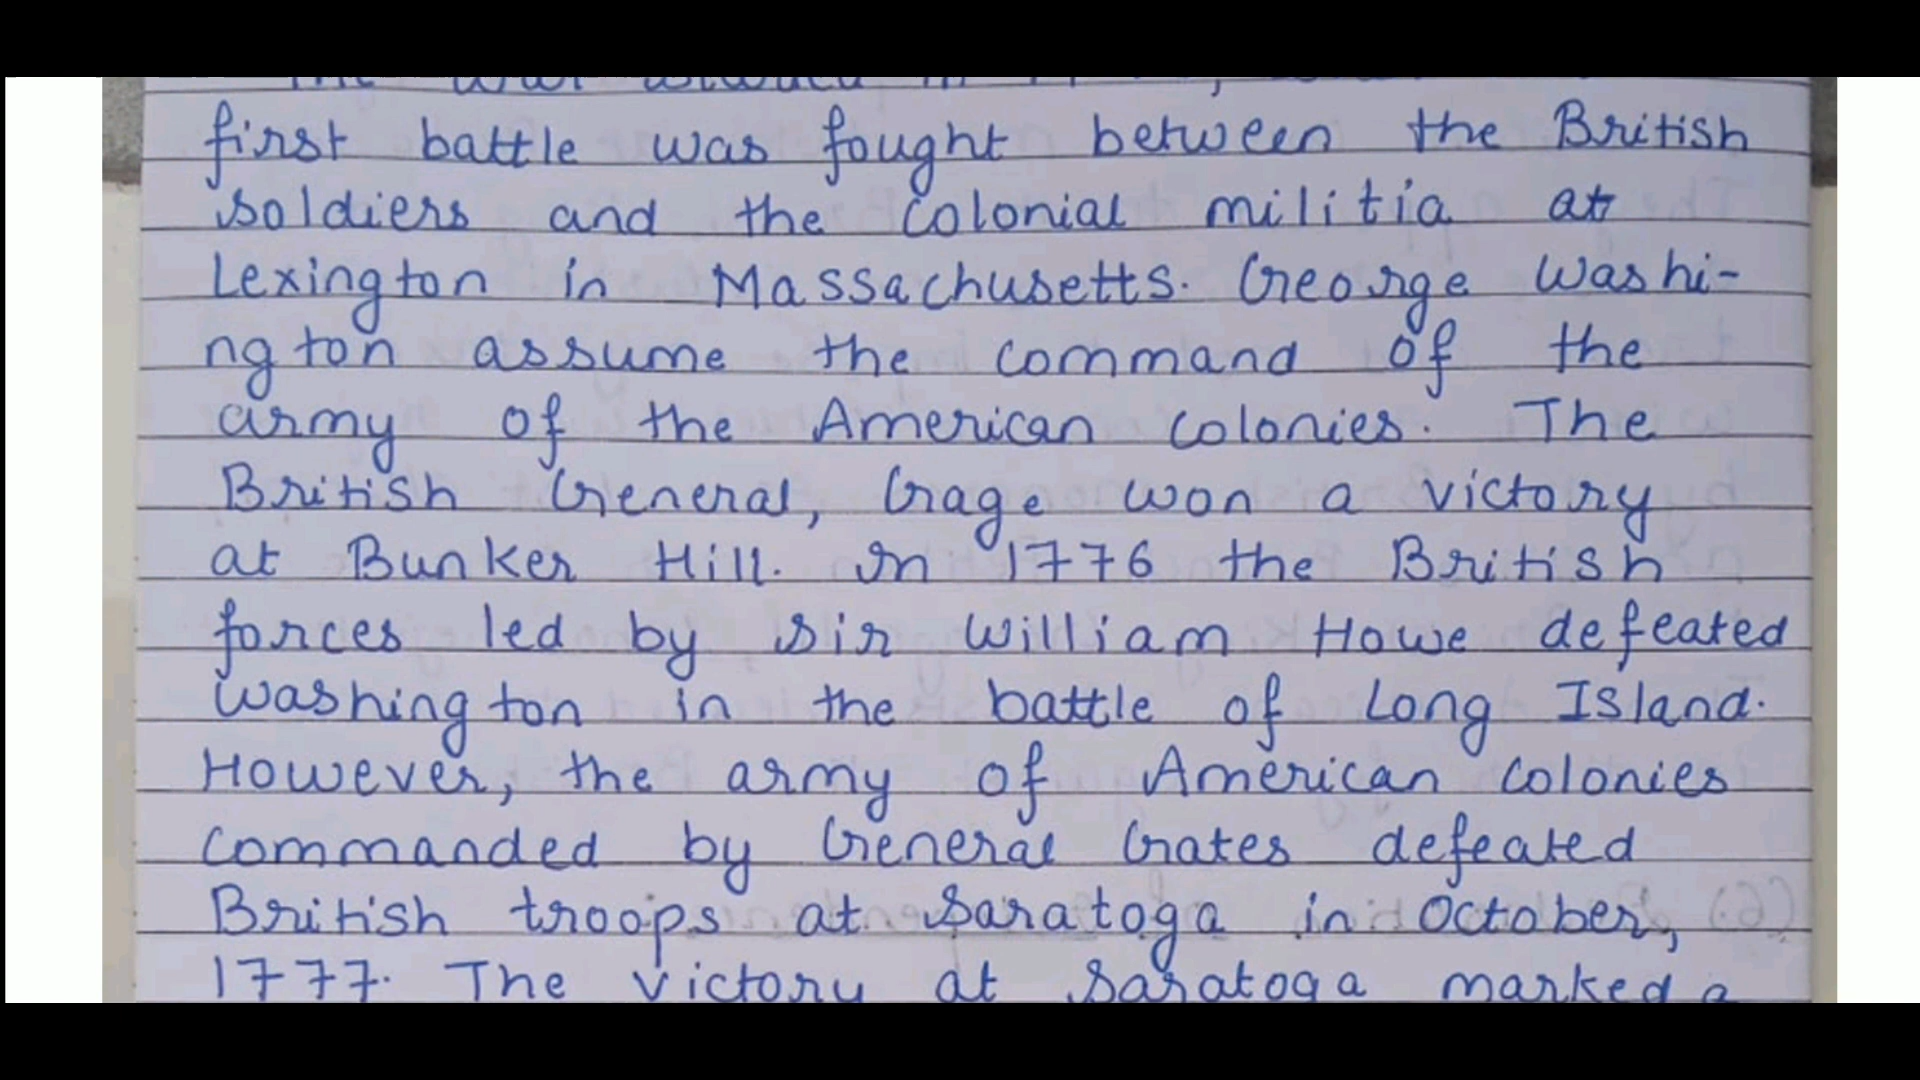 first battle was fought between the British
soldiers and the colonial militia at
Lexington in Massachusetts. George Washi-
ngton assume the command of the
army of the American colonies. The
British General, Gage won a victory
at Bunker Hill. In 1776 the British
forces led by Sir William Howe defeated
Washington in the battle of Long Island.
However, the army of American colonies
commanded by General Gates defeated
British troops at Saratoga in October,
1777. The victory at Saratoga marked a